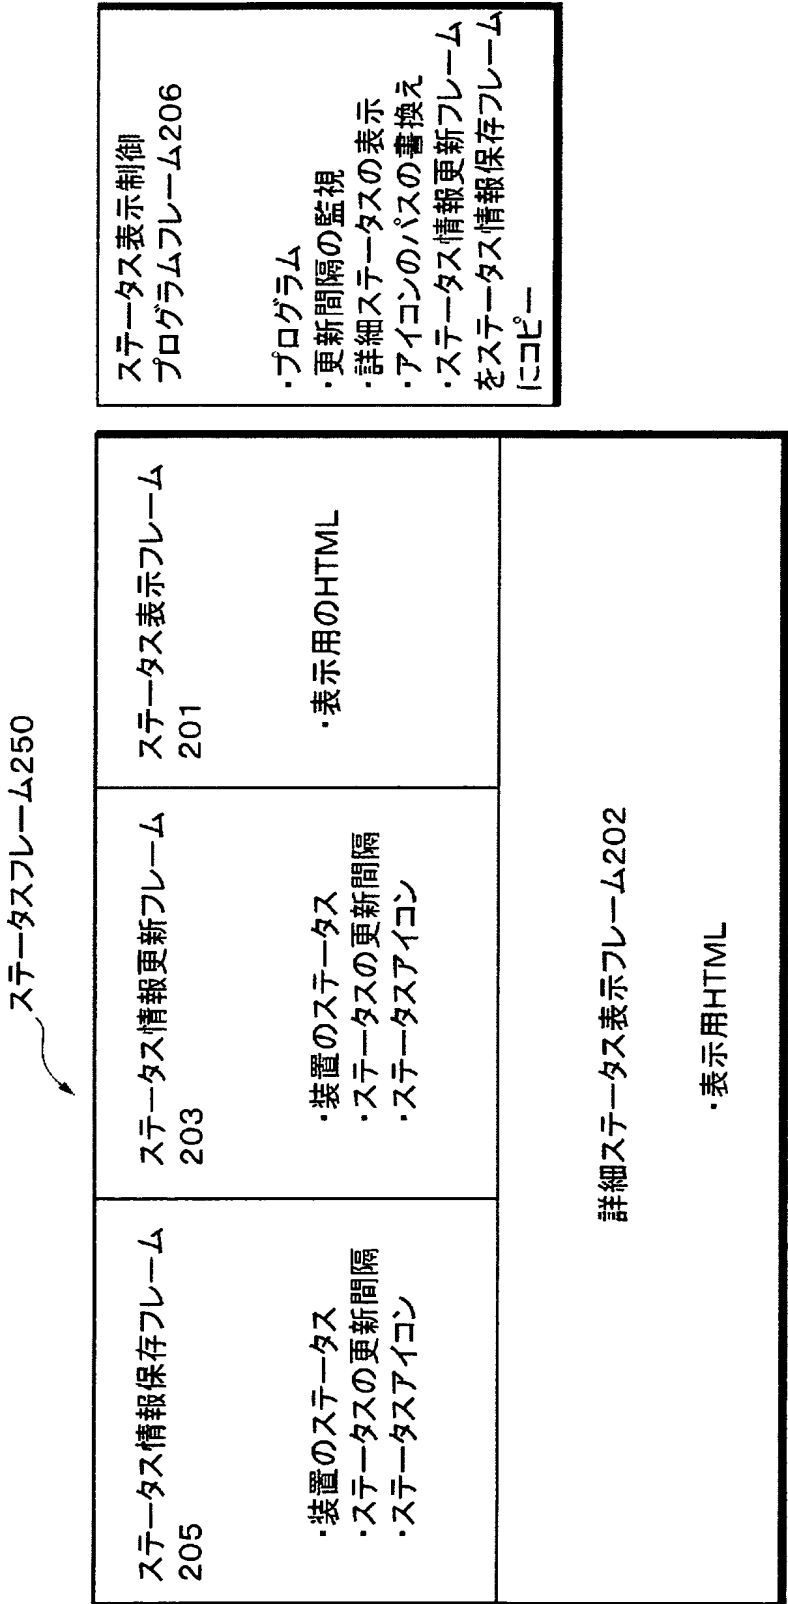 ステータスフレーム250
ステータス情報保存フレーム
205
・装置のステータス
・ステータスの更新間隔
・ステータスアイコン
ステータス情報更新フレーム
203
・装置のステータス
・ステータスの更新間隔
・ステータスアイコン
ステータス表示フレーム
201
・表示用のHTML
詳細ステータス表示フレーム202
・表示用HTML
ステータス表示制御
プログラムフレーム206
・プログラム
・更新間隔の監視
・詳細ステータスの表示
・アイコンのパスの書換え
・ステータス情報更新フレーム
をステータス情報保存フレーム
にコピー